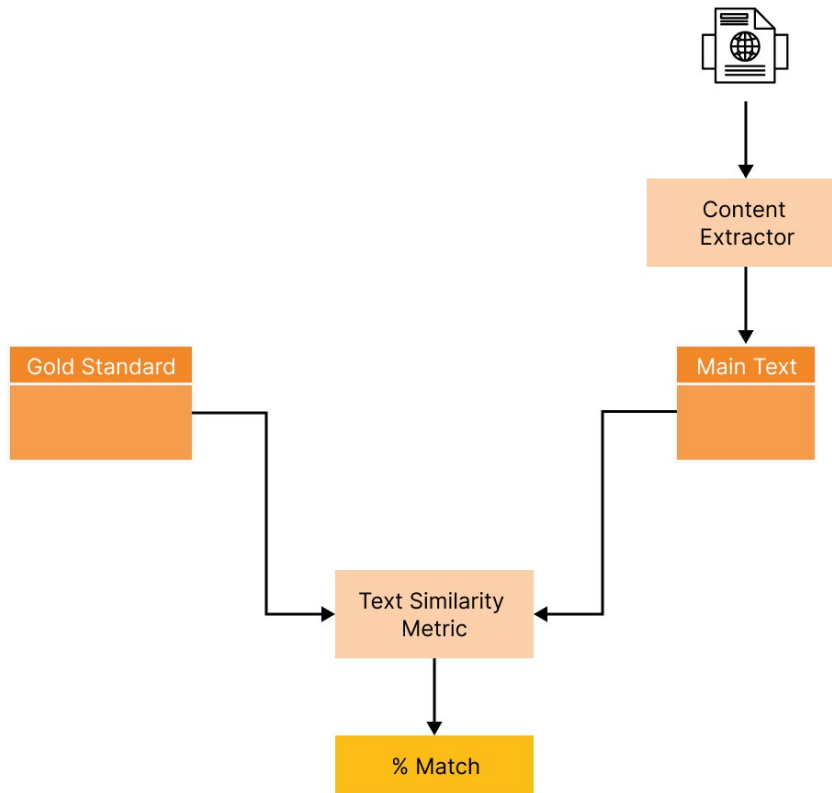 Content
Extractor
Gold Standard
Main Text
Text Similarity
Metric
% Match